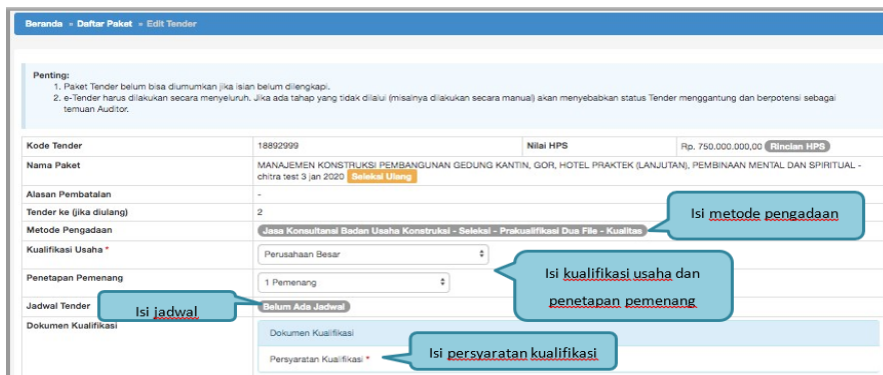 Beranda » Daftar Paket » Edit Tender
Penting:
1. Paket Tender belum bisa diumumkan jika isian belum dilengkapi.
2. e-Tender harus dilakukan secara menyeluruh. Jika ada tahap yang tidak dilalui (misalnya dilakukan secara manual) akan menyebabkan status Tender menggantung dan berpotensi sebagai
temuan Auditor.
Kode Tender 18892999 Nilai HPS Rp. 750.000.000,00 Rincian HPS
Nama Paket MANAJEMEN KONSTRUKSI PEMBANGUNAN GEDUNG KANTIN, GOR, HOTEL PRAKTEK (LANJUTAN), PEMBINAAN MENTAL DAN SPIRITUAL -
chitra test 3 jan 2020 Seleksi Ulang
Alasan Pembatalan -
Tender ke (jika diulang) 2
Isi metode pengadaan
Metode Pengadaan Jasa Konsultansi Badan Usaha Konstruksi - Seleksi - Prakualifikasi Dua File - Kualitas
Kualifikasi Usaha * Perusahaan Besar
Isi kualifikasi usaha dan
penetapan pemenang
Penetapan Pemenang 1 Pemenang
Jadwal Tender Belum Ada Jadwal
Isi jadwal
Dokumen Kualifikasi Dokumen Kualifikasi
Persyaratan Kualifikasi *
Isi persyaratan kualifikasi